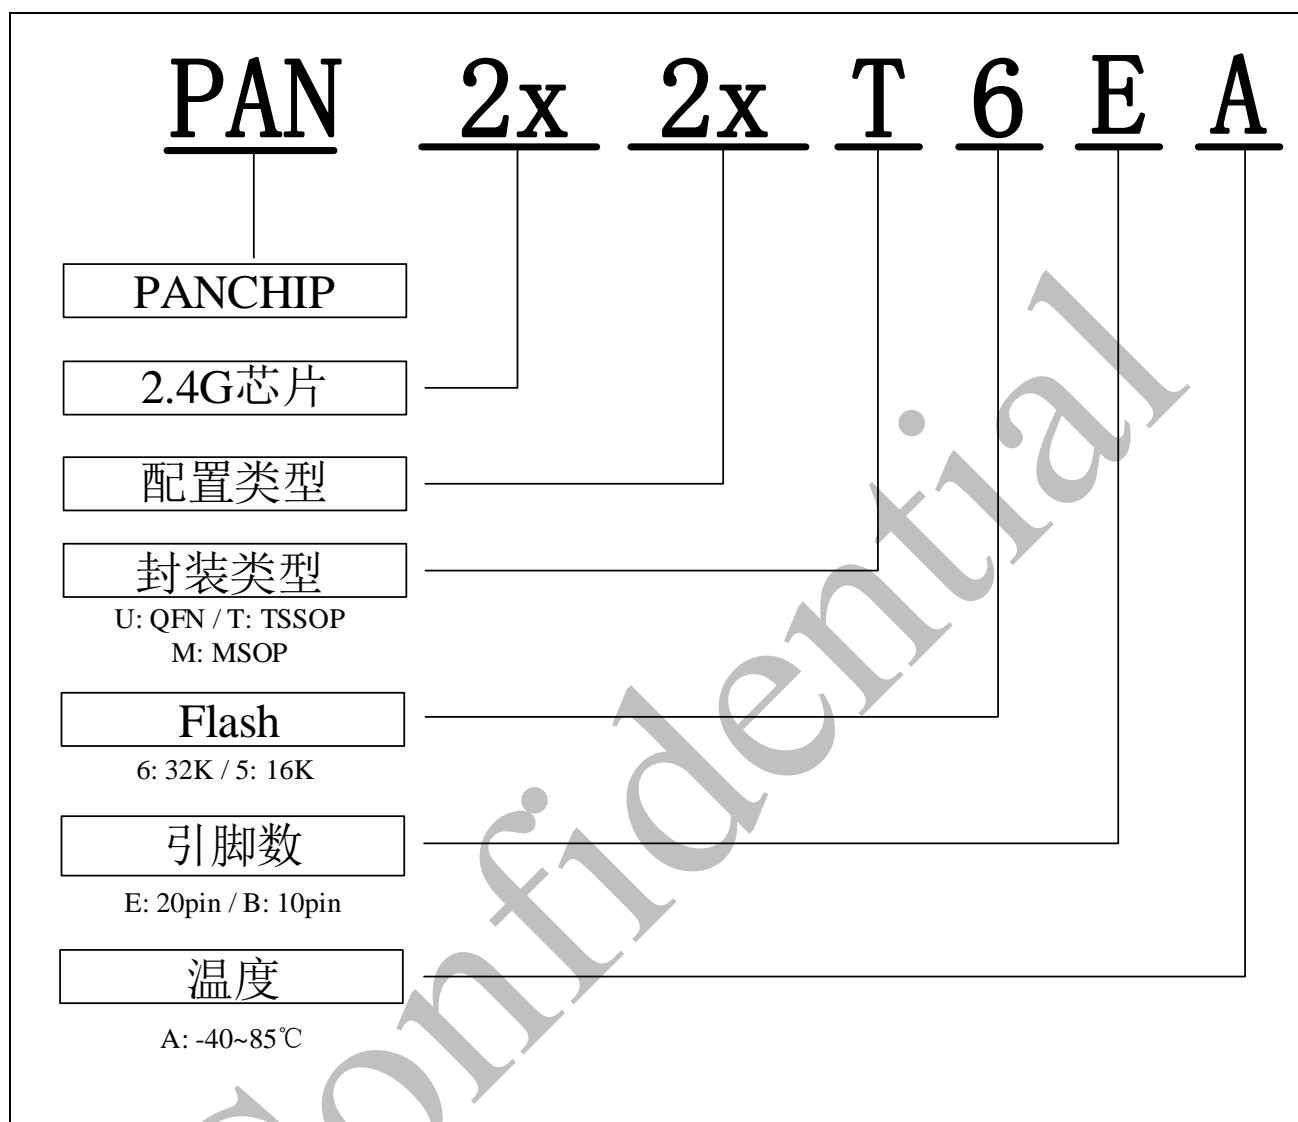 PAN 2x 2x T 6 E A
PANCHIP
2.4G芯片
配置类型
封装类型
U: QFN / T: TSSOP
M: MSOP
Flash
6: 32K / 5: 16K
引脚数
E: 20pin / B: 10pin
温度
A: -40~85℃
Confidential